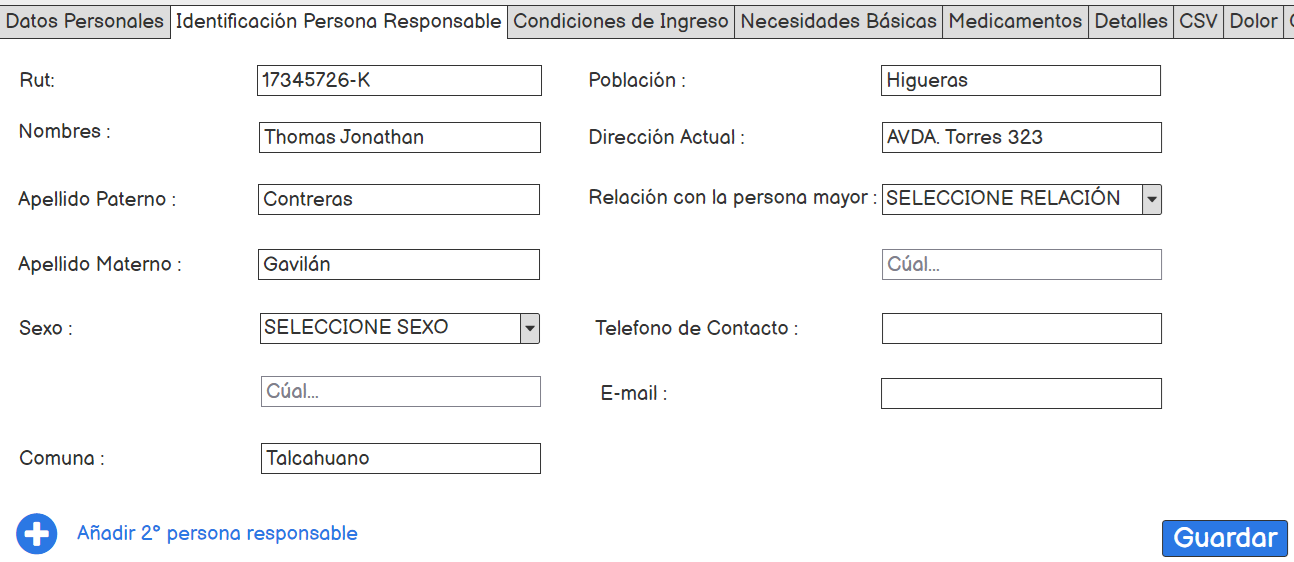 Datos Personales Identificación Persona Responsable Condiciones de Ingreso Necesidades Básicas Medicamentos Detalles CSV Dolor
Rut: 17345726-K Población : Higueras
Nombres : Thomas Jonathan Dirección Actual : AVDA. Torres 323
Apellido Paterno : Contreras Relación con la persona mayor : SELECCIONE RELACIÓN
Apellido Materno : Gavilán Cúal...
Sexo : SELECCIONE SEXO Telefono de Contacto :
Cúal... E-mail :
Comuna : Talcahuano
Añadir 2° persona responsable Guardar